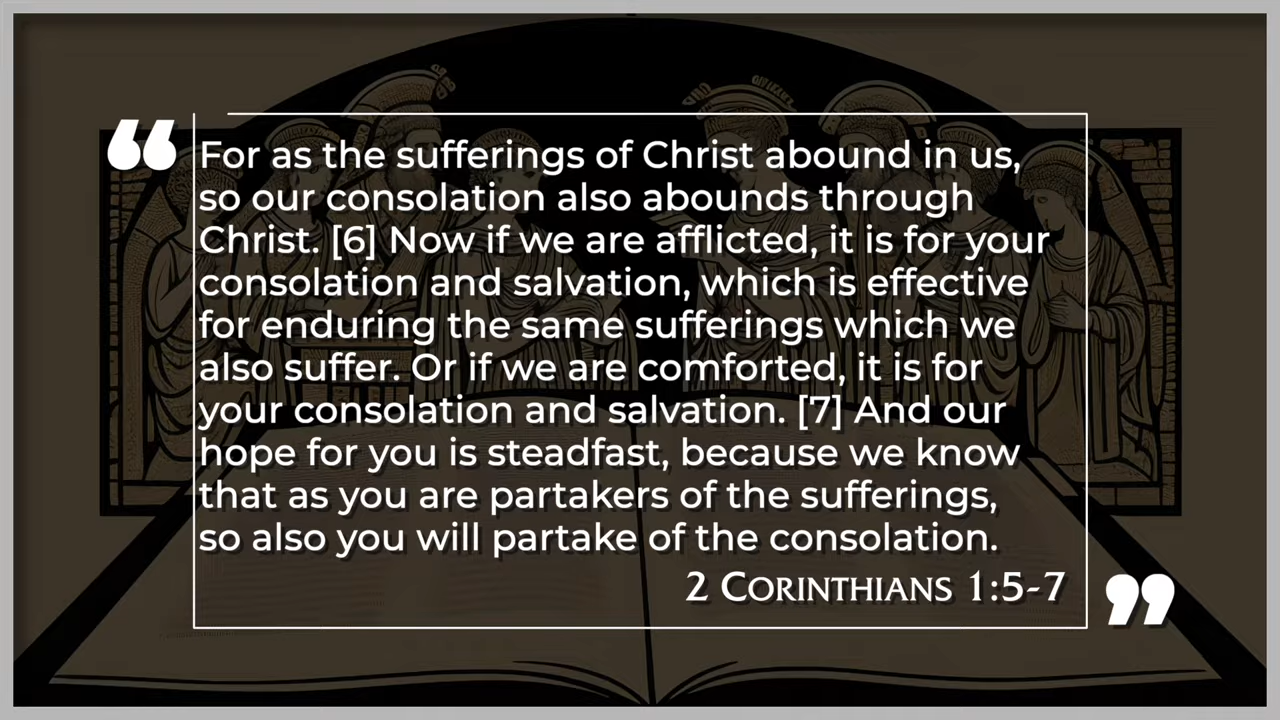 For as the sufferings of Christ abound in us,
so our consolation also abounds through
Christ. [6] Now if we are afflicted, it is for your
consolation and salvation, which is effective
for enduring the same sufferings which we
also suffer. Or if we are comforted, it is for
your consolation and salvation. [7] And our
hope for you is steadfast, because we know
that as you are partakers of the sufferings,
so also you will partake of the consolation.
2 Corinthians 1:5-7